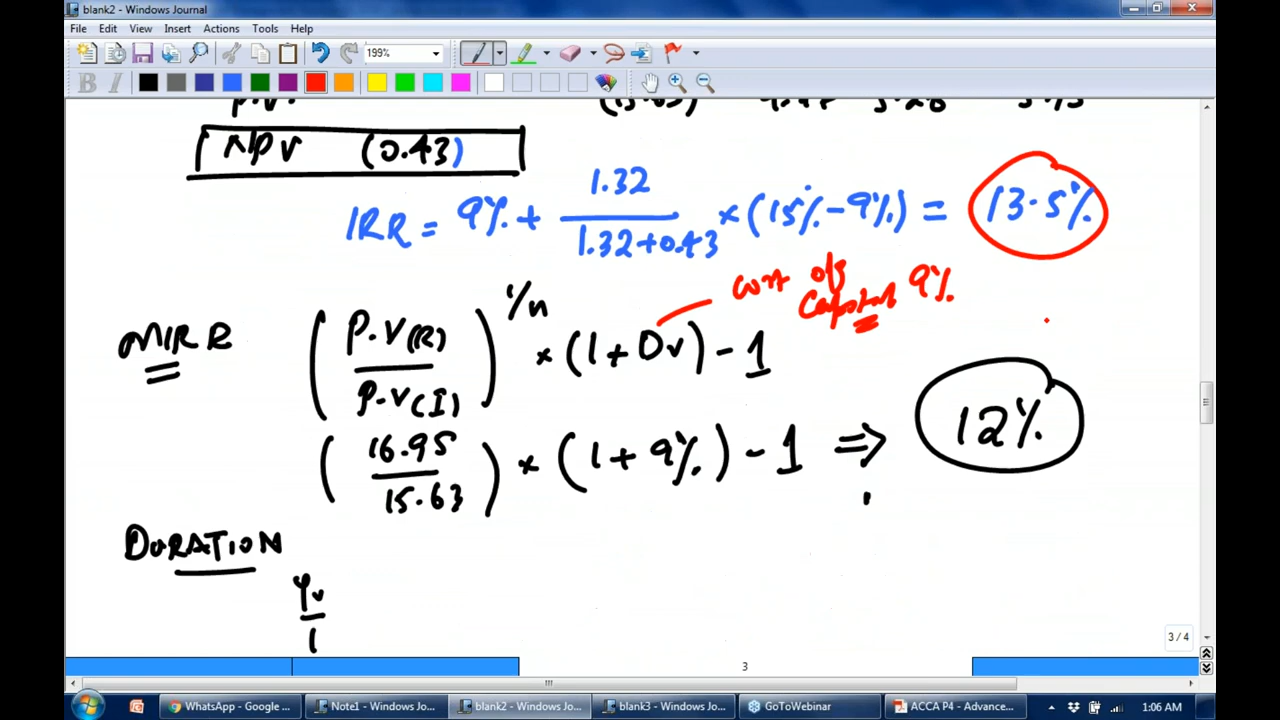 blank2 - Windows Journal
File Edit View Insert Actions Tools Help
199%
B I
NPV (0.43)
IRR = 9% + 1.32 / 1.32+0.43 × (15% - 9%) = 13.5%
cost of capital 9%
MIRR (P.V(R) / P.V(I))^1/n × (1 + Dr) - 1
(16.95 / 15.63) × (1 + 9%) - 1 ⇒ 12%
DURATION
Yr
1
3 / 4
3
WhatsApp - Google ... Note1 - Windows Jo... blank2 - Windows Jo... blank3 - Windows Jo... GoToWebinar ACCA P4 - Advance... 1:06 AM